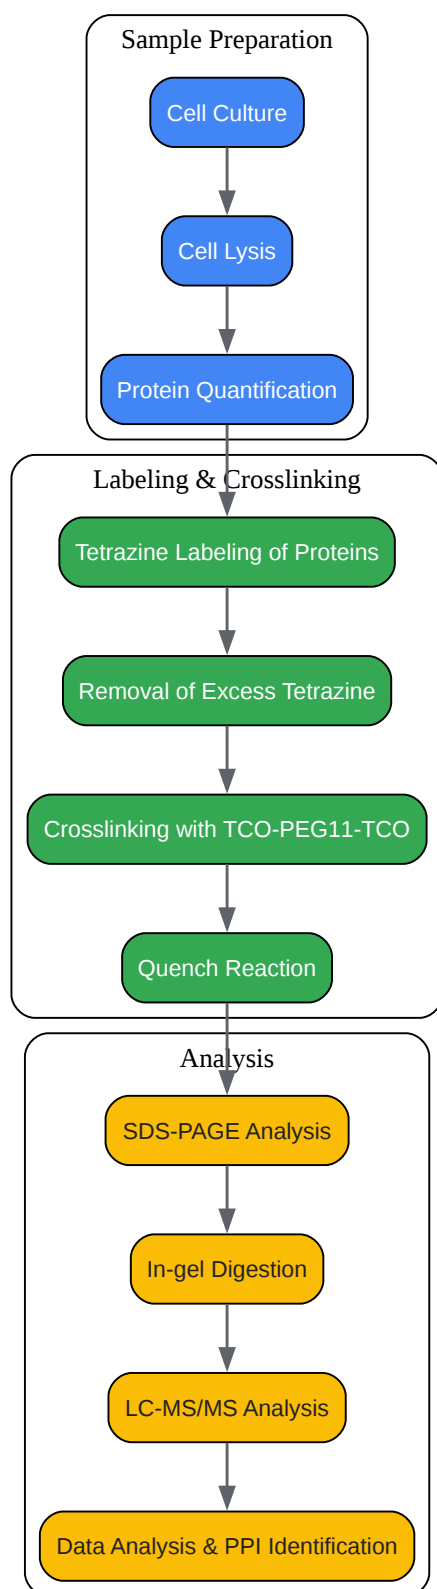 Sample Preparation
Cell Culture
Cell Lysis
Protein Quantification
Labeling & Crosslinking
Tetrazine Labeling of Proteins
Removal of Excess Tetrazine
Crosslinking with TCO-PEG11-TCO
Quench Reaction
Analysis
SDS-PAGE Analysis
In-gel Digestion
LC-MS/MS Analysis
Data Analysis & PPI Identification